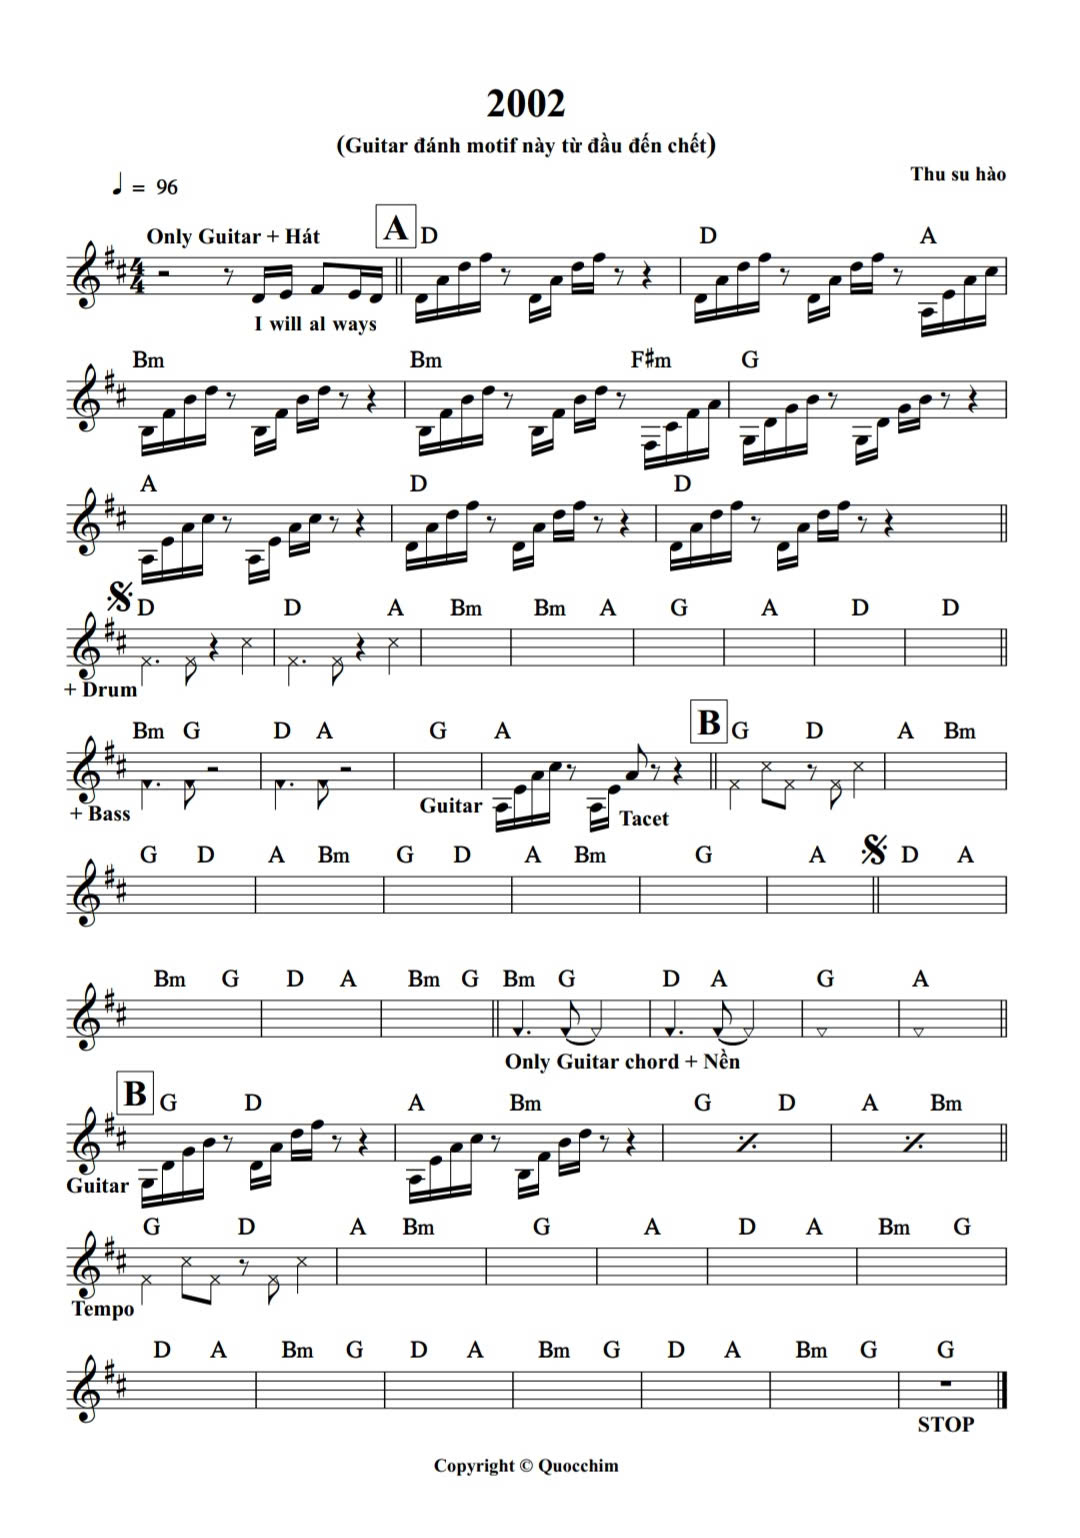 2002
(Guitar đánh motif này từ đầu đến chết)
Thu su hào
= 96
Only Guitar + Hát A D D A
I will al ways
Bm Bm F#m G
A D D
D D A Bm Bm A G A D D
+ Drum
Bm G D A G A B G D A Bm
+ Bass Guitar Tacet
G D A Bm G D A Bm G A D A
Bm G D A Bm G Bm G D A G A
Only Guitar chord + Nền
B G D A Bm G D A Bm
Guitar
G D A Bm G A D A Bm G
Tempo
D A Bm G D A Bm G D A Bm G G
STOP
Copyright © Quocchim